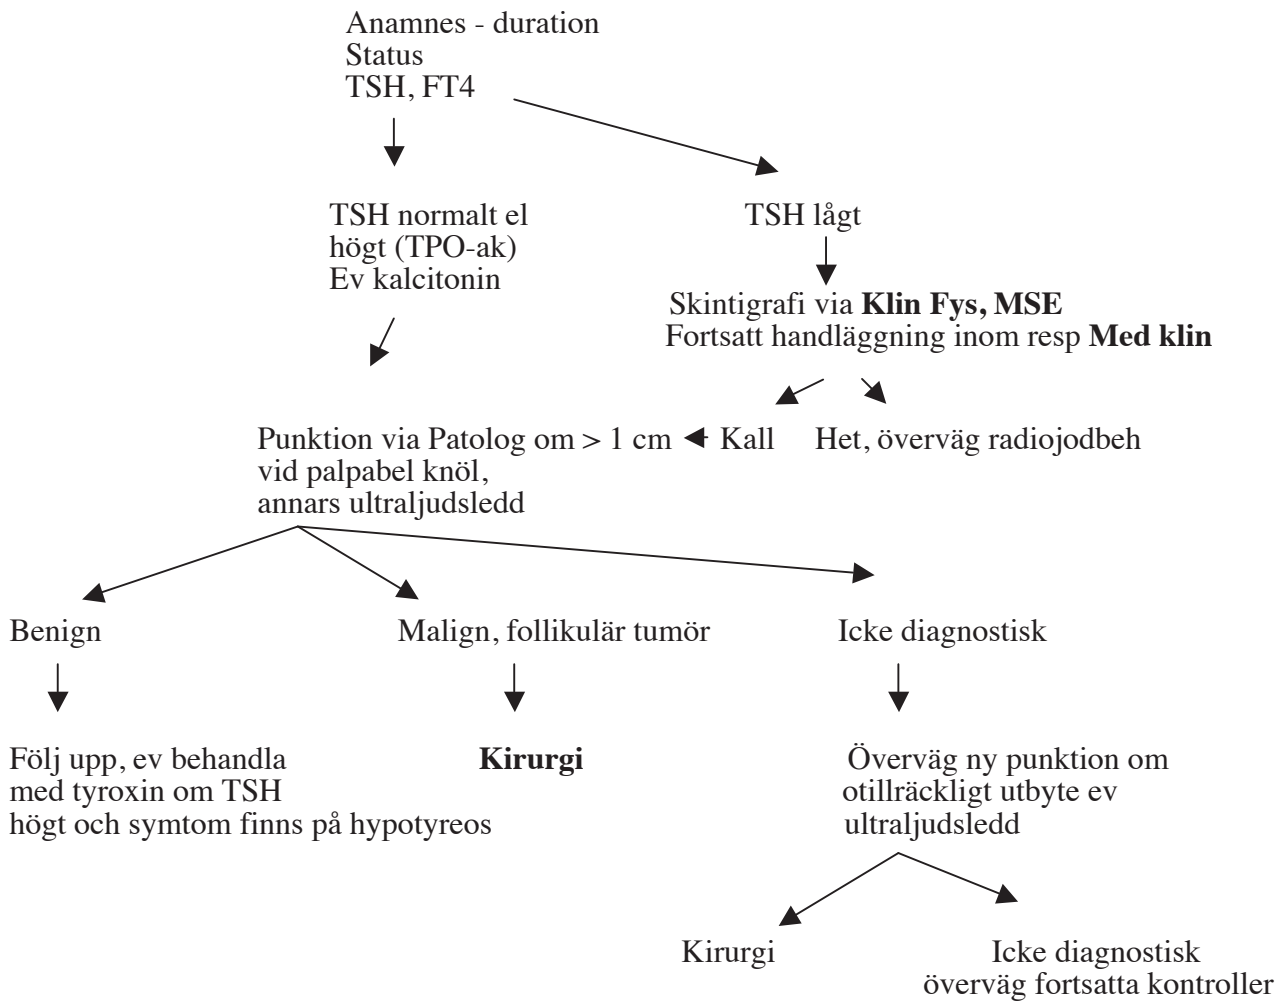 Anamnes - duration
Status
TSH, FT4
TSH normalt el
högt (TPO-ak)
Ev kalcitonin
TSH lågt
Skintigrafi via Klin Fys, MSE
Fortsatt handläggning inom resp Med klin
Punktion via Patolog om > 1 cm
vid palpabel knöl,
annars ultraljudsledd
Kall
Het, överväg radiojodbeh
Benign
Malign, follikulär tumör
Icke diagnostisk
Följ upp, ev behandla
med tyroxin om TSH
högt och symtom finns på hypotyreos
Kirurgi
Överväg ny punktion om
otillräckligt utbyte ev
ultraljudsledd
Kirurgi
Icke diagnostisk
överväg fortsatta kontroller